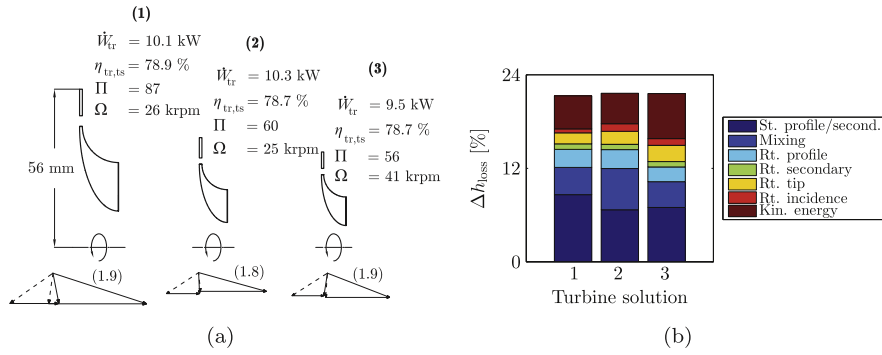 (1)
Ẇtr = 10.1 kW
ηtr,ts = 78.9 %
Π = 87
Ω = 26 krpm
(2)
Ẇtr = 10.3 kW
ηtr,ts = 78.7 %
Π = 60
Ω = 25 krpm
(3)
Ẇtr = 9.5 kW
ηtr,ts = 78.7 %
Π = 56
Ω = 41 krpm
56 mm
(1.9)
(1.8)
(1.9)
(a)
24
12
0
Δhloss [%]
1 2 3
Turbine solution
St. profile/second.
Mixing
Rt. profile
Rt. secondary
Rt. tip
Rt. incidence
Kin. energy
(b)